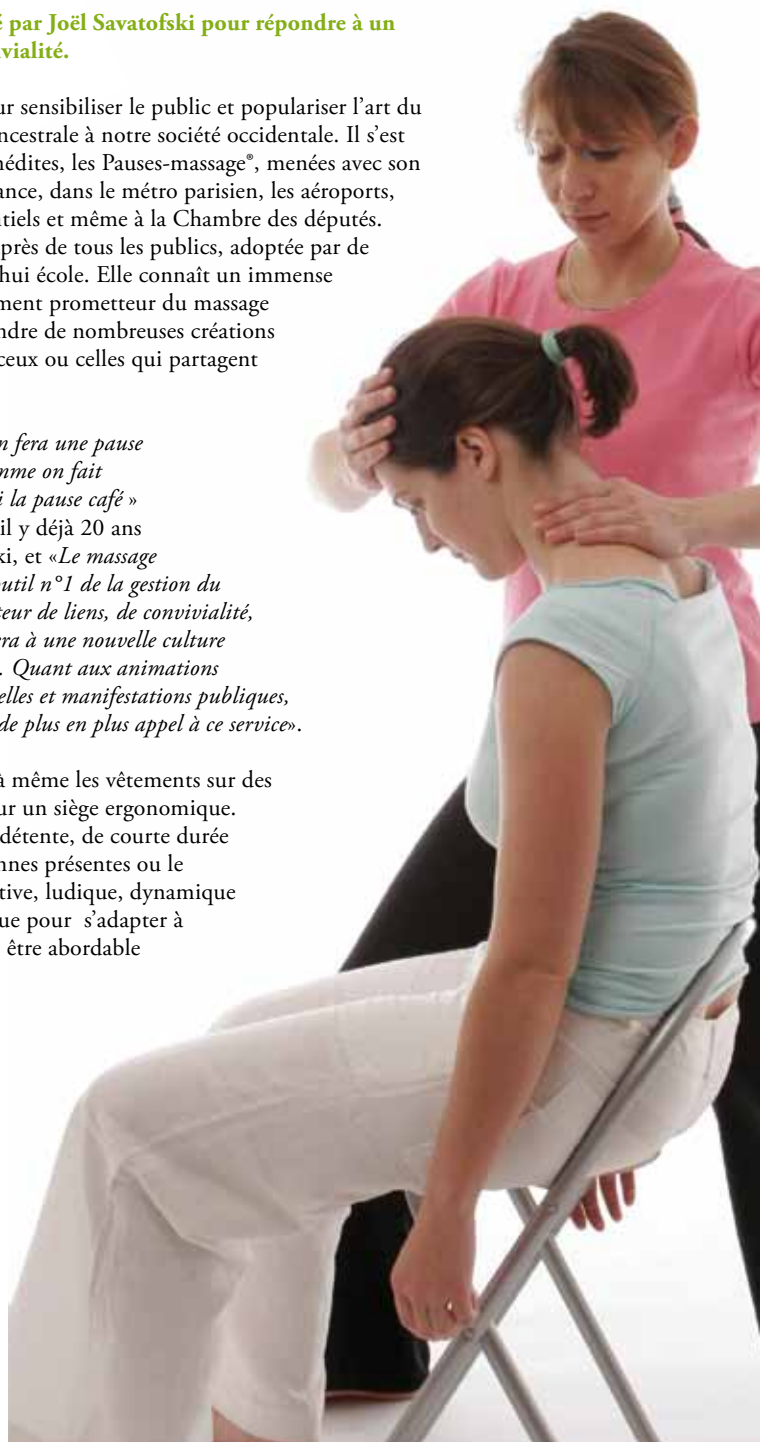 é par Joël Savatofski pour répondre à un
vialité.
ur sensibiliser le public et populariser l’art du
ncestrale à notre société occidentale. Il s’est
nédites, les Pauses-massage®, menées avec son
ance, dans le métro parisien, les aéroports,
ntiels et même à la Chambre des députés.
près de tous les publics, adoptée par de
hui école. Elle connaît un immense
ment prometteur du massage
ndre de nombreuses créations
ceux ou celles qui partagent
n fera une pause
mme on fait
i la pause café »
il y déjà 20 ans
ki, et «Le massage
outil n°1 de la gestion du
teur de liens, de convivialité,
era à une nouvelle culture
. Quant aux animations
elles et manifestations publiques,
de plus en plus appel à ce service».
à même les vêtements sur des
ur un siège ergonomique.
détente, de courte durée
nnes présentes ou le
tive, ludique, dynamique
ue pour s’adapter à
être abordable